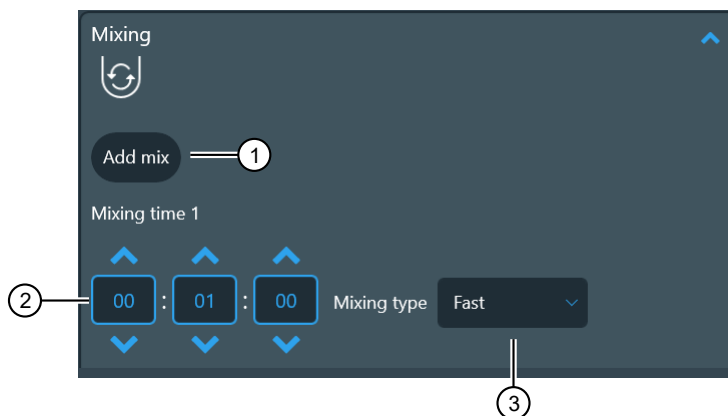 Mixing
Add mix
1
Mixing time 1
2
00 : 01 : 00 Mixing type Fast
3